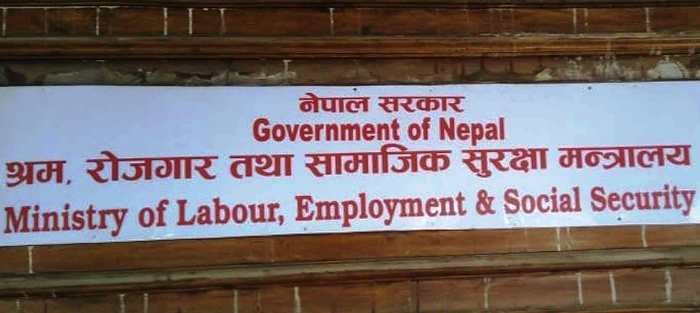 नेपाल सरकार
Government of Nepal
श्रम, रोजगार तथा सामाजिक सुरक्षा मन्त्रालय
Ministry of Labour, Employment & Social Security